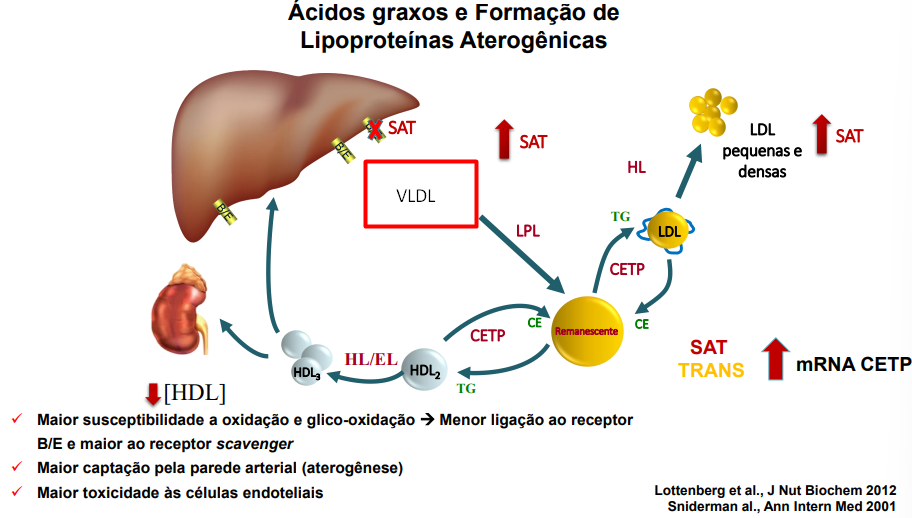 Ácidos graxos e Formação de
Lipoproteínas Aterogênicas
SAT
B/E
B/E
SAT
VLDL
LPL
HL
LDL
pequenas e
densas
SAT
TG
LDL
CETP
CE
Remanescente
CE
CETP
TG
HL/EL
HDL2
HDL3
[HDL]
SAT
TRANS
mRNA CETP
✓ Maior susceptibilidade a oxidação e glico-oxidação → Menor ligação ao receptor
B/E e maior ao receptor scavenger
✓ Maior captação pela parede arterial (aterogênese)
✓ Maior toxicidade às células endoteliais
Lottenberg et al., J Nut Biochem 2012
Sniderman al., Ann Intern Med 2001